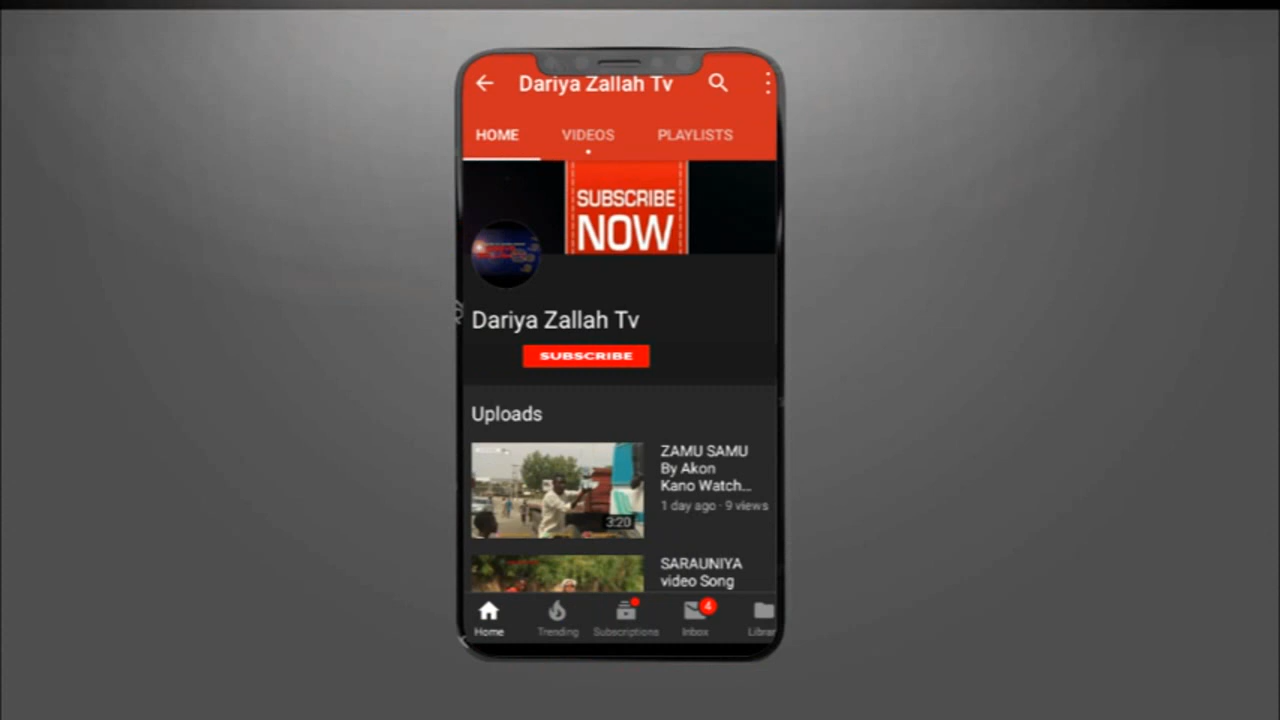 Dariya Zallah Tv
HOME VIDEOS PLAYLISTS
SUBSCRIBE
NOW
Dariya Zallah Tv
SUBSCRIBE
Uploads
ZAMU SAMU
By Akon
Kano Watch...
1 day ago · 9 views
3:20
SARAUNIYA
video Song
4
Home Trending Subscriptions Inbox Librar